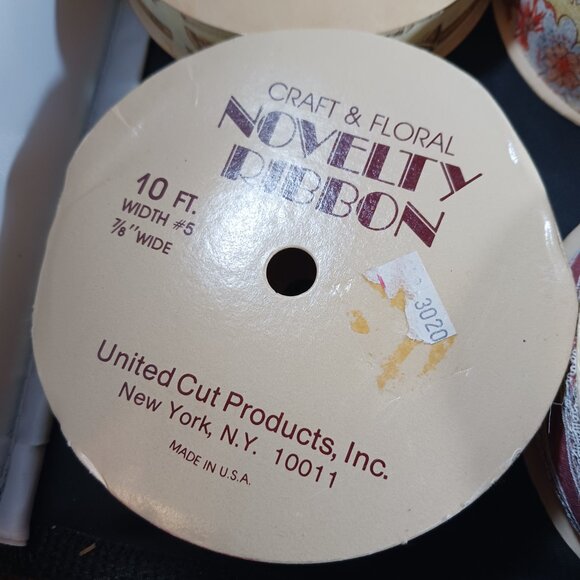 CRAFT & FLORAL
NOVELTY
RIBBON
10 FT.
WIDTH #5
7/8" WIDE
3020
United Cut Products, Inc.
New York, N.Y. 10011
MADE IN U.S.A.